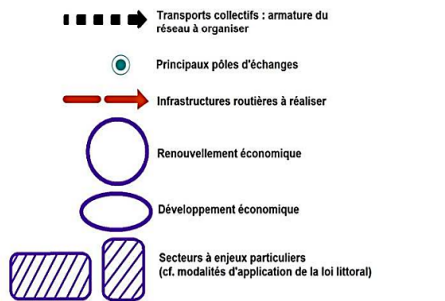 Transports collectifs : armature du
réseau à organiser
Principaux pôles d'échanges
Infrastructures routières à réaliser
Renouvellement économique
Développement économique
Secteurs à enjeux particuliers
(cf. modalités d'application de la loi littoral)